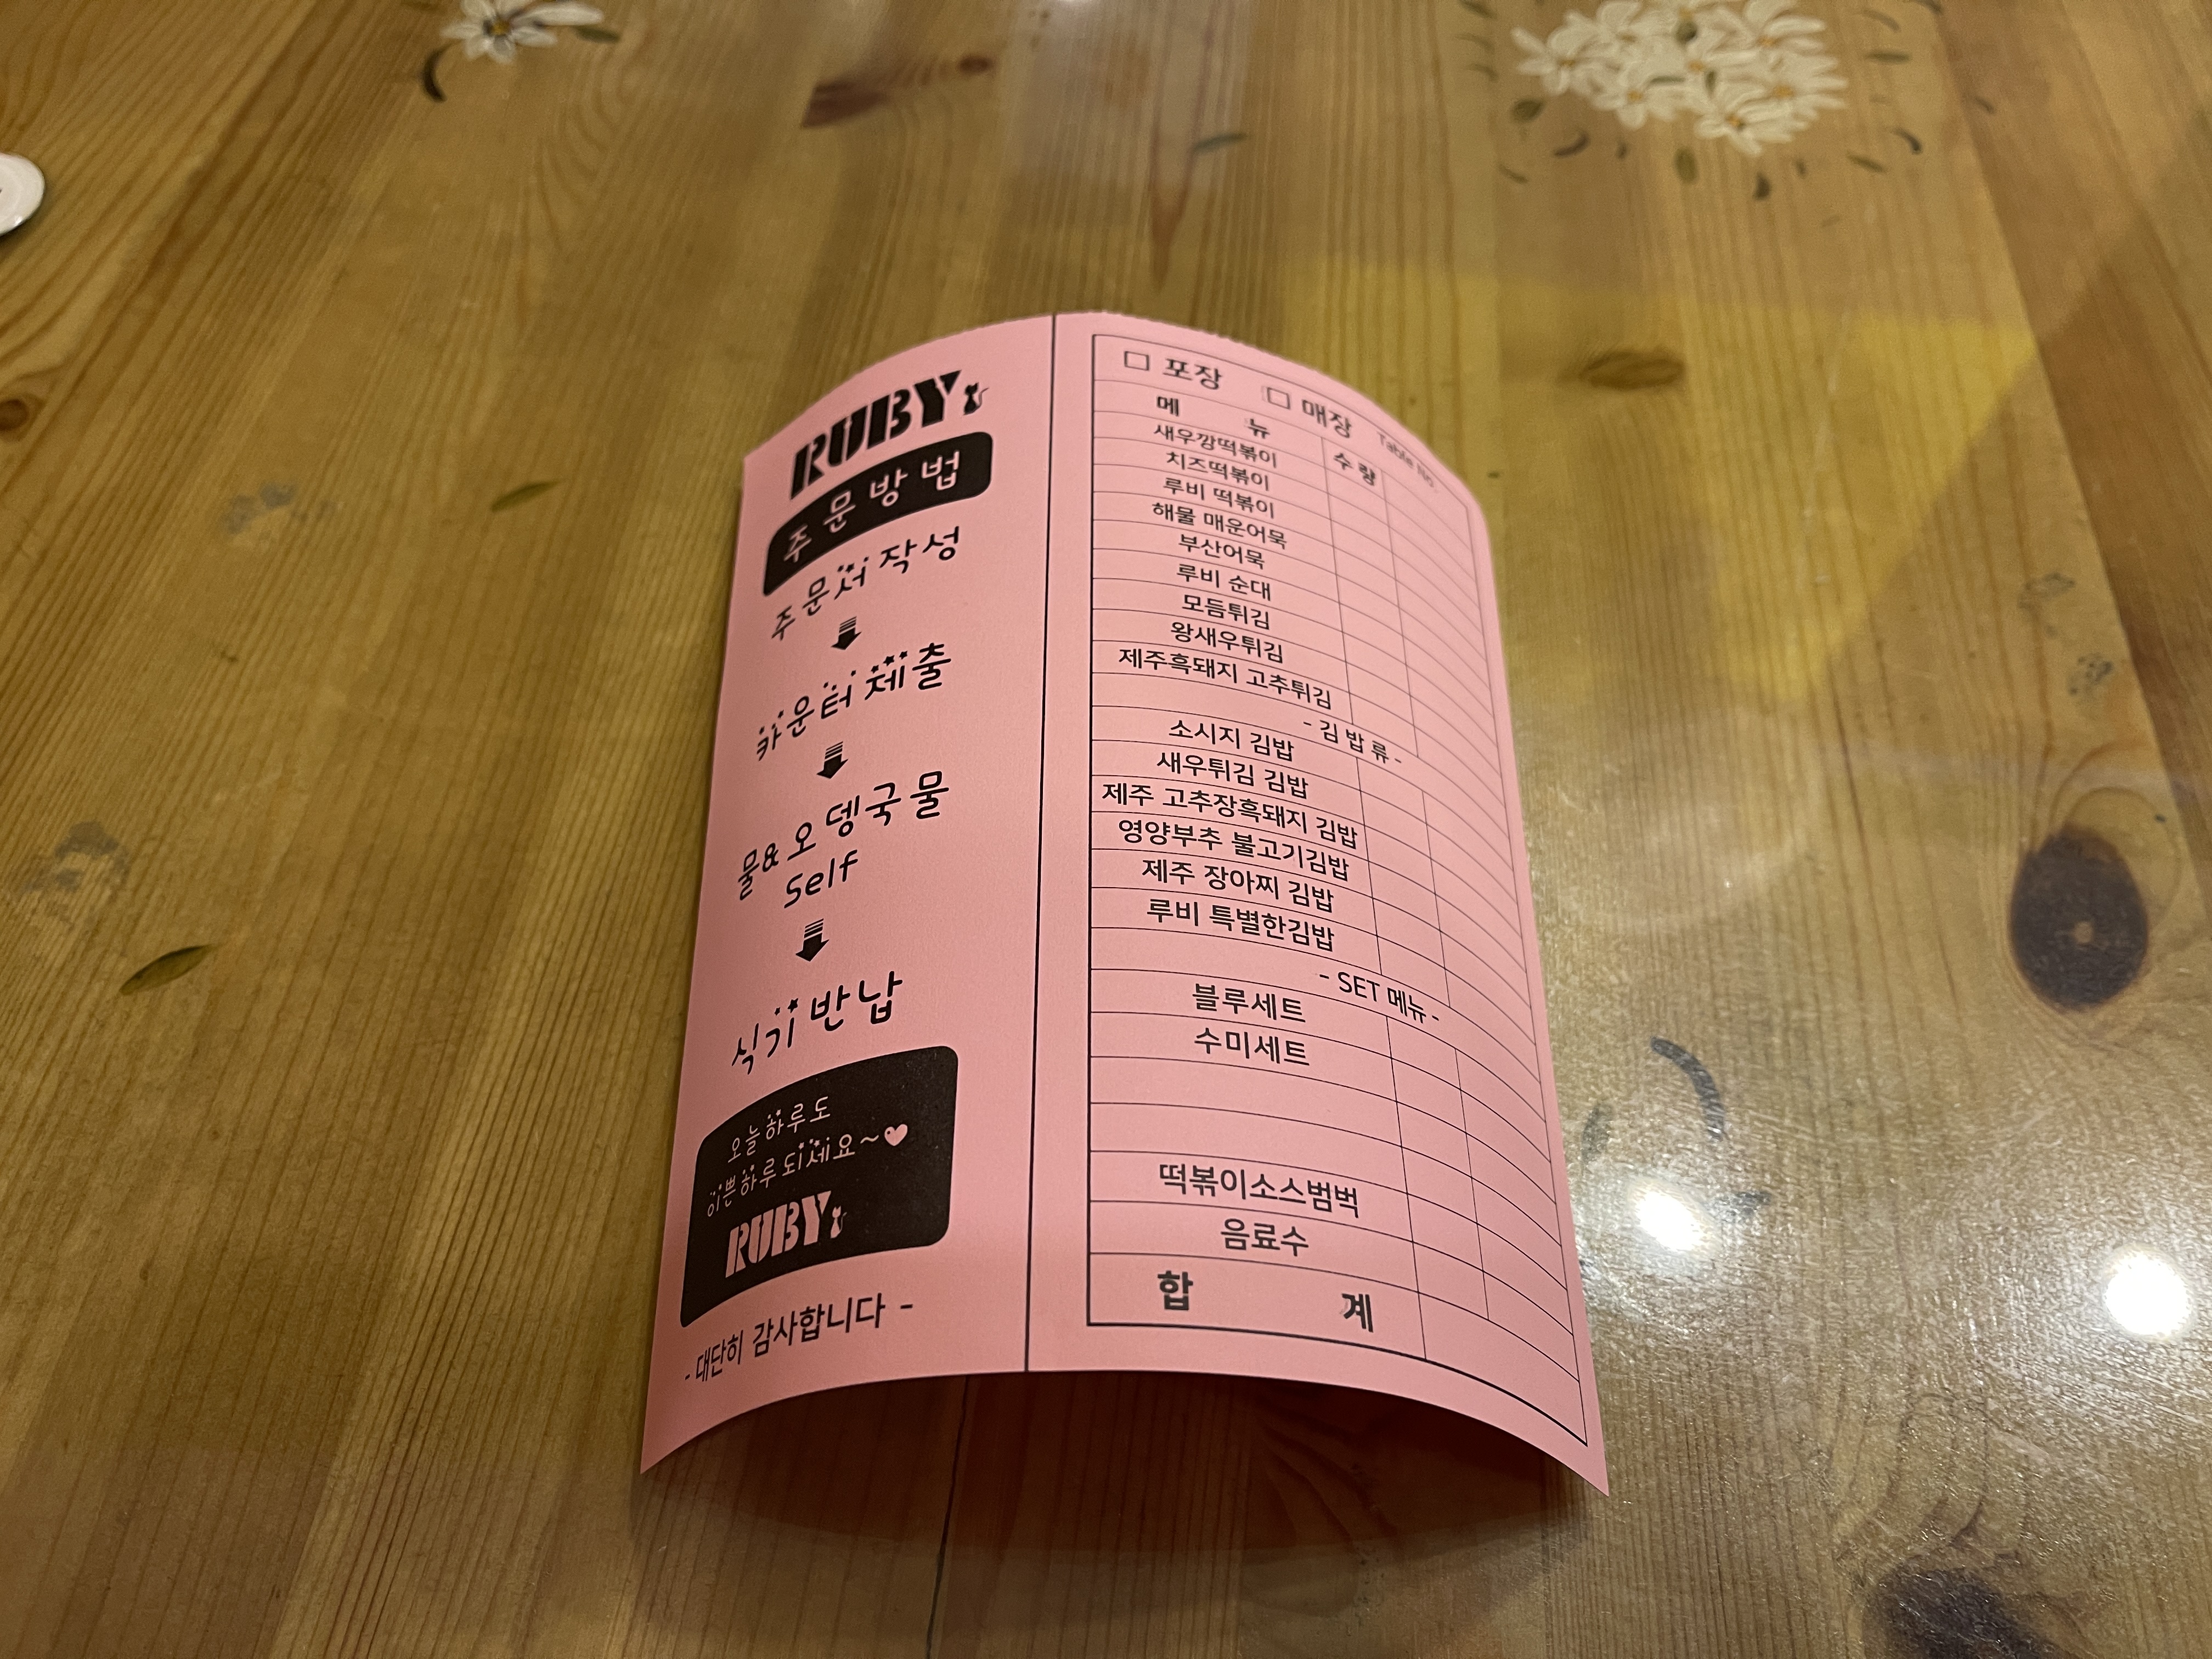 RUBY
주문방법
주문서 작성
카운터 제출
물&오뎅국물
Self
식기 반납
오늘하루도
이쁜하루되세요~
RUBY
- 대단히 감사합니다 -
□ 포장 □ 매장 Table No.
메 뉴 수 량
새우깡떡볶이
치즈떡볶이
루비 떡볶이
해물 매운어묵
부산어묵
루비 순대
모듬튀김
왕새우튀김
제주흑돼지 고추튀김
- 김 밥 류 -
소시지 김밥
새우튀김 김밥
제주 고추장흑돼지 김밥
영양부추 불고기김밥
제주 장아찌 김밥
루비 특별한김밥
- SET 메뉴 -
블루세트
수미세트
떡볶이소스범벅
음료수
합 계